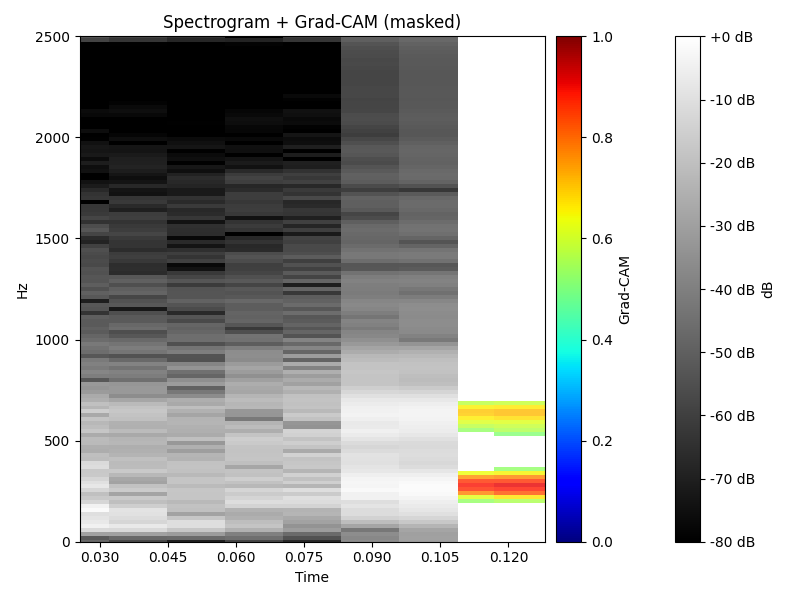 Spectrogram + Grad-CAM (masked)
2500
2000
1500
1000
500
0
Hz
0.030
0.045
0.060
0.075
0.090
0.105
0.120
Time
1.0
0.8
0.6
0.4
0.2
0.0
Grad-CAM
+0 dB
-10 dB
-20 dB
-30 dB
-40 dB
-50 dB
-60 dB
-70 dB
-80 dB
dB